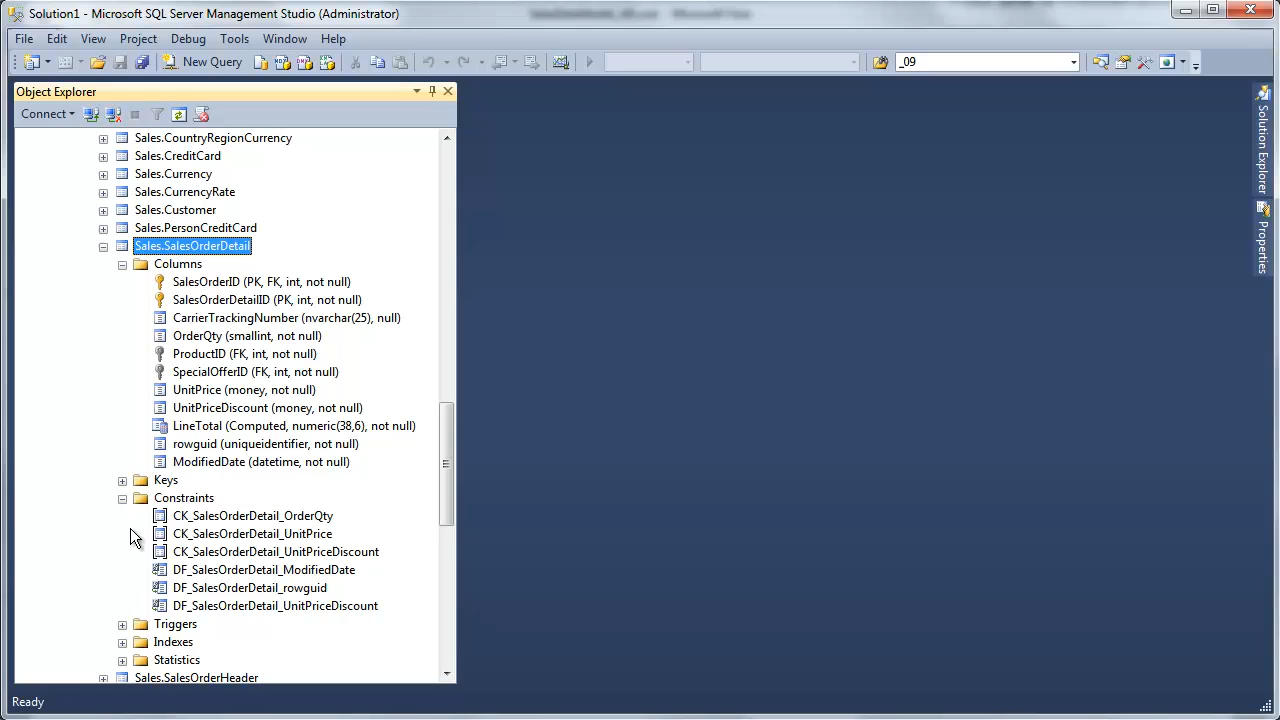 Solution1 - Microsoft SQL Server Management Studio (Administrator)
File Edit View Project Debug Tools Window Help
New Query _09
Object Explorer
Connect
Sales.CountryRegionCurrency
Sales.CreditCard
Sales.Currency
Sales.CurrencyRate
Sales.Customer
Sales.PersonCreditCard
Sales.SalesOrderDetail
Columns
SalesOrderID (PK, FK, int, not null)
SalesOrderDetailID (PK, int, not null)
CarrierTrackingNumber (nvarchar(25), null)
OrderQty (smallint, not null)
ProductID (FK, int, not null)
SpecialOfferID (FK, int, not null)
UnitPrice (money, not null)
UnitPriceDiscount (money, not null)
LineTotal (Computed, numeric(38,6), not null)
rowguid (uniqueidentifier, not null)
ModifiedDate (datetime, not null)
Keys
Constraints
CK_SalesOrderDetail_OrderQty
CK_SalesOrderDetail_UnitPrice
CK_SalesOrderDetail_UnitPriceDiscount
DF_SalesOrderDetail_ModifiedDate
DF_SalesOrderDetail_rowguid
DF_SalesOrderDetail_UnitPriceDiscount
Triggers
Indexes
Statistics
Sales.SalesOrderHeader
Solution Explorer
Properties
Ready